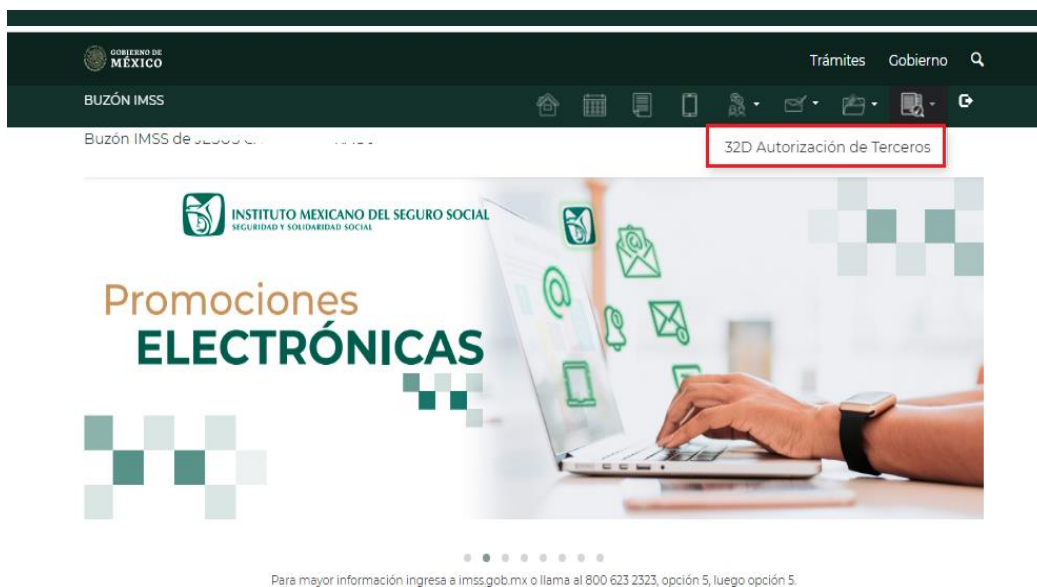 GOBIERNO DE
MÉXICO
Trámites Gobierno
BUZÓN IMSS
Buzón IMSS de
32D Autorización de Terceros
INSTITUTO MEXICANO DEL SEGURO SOCIAL
SEGURIDAD Y SOLIDARIDAD SOCIAL
Promociones
ELECTRÓNICAS
Para mayor información ingresa a imss.gob.mx o llama al 800 623 2323, opción 5, luego opción 5.